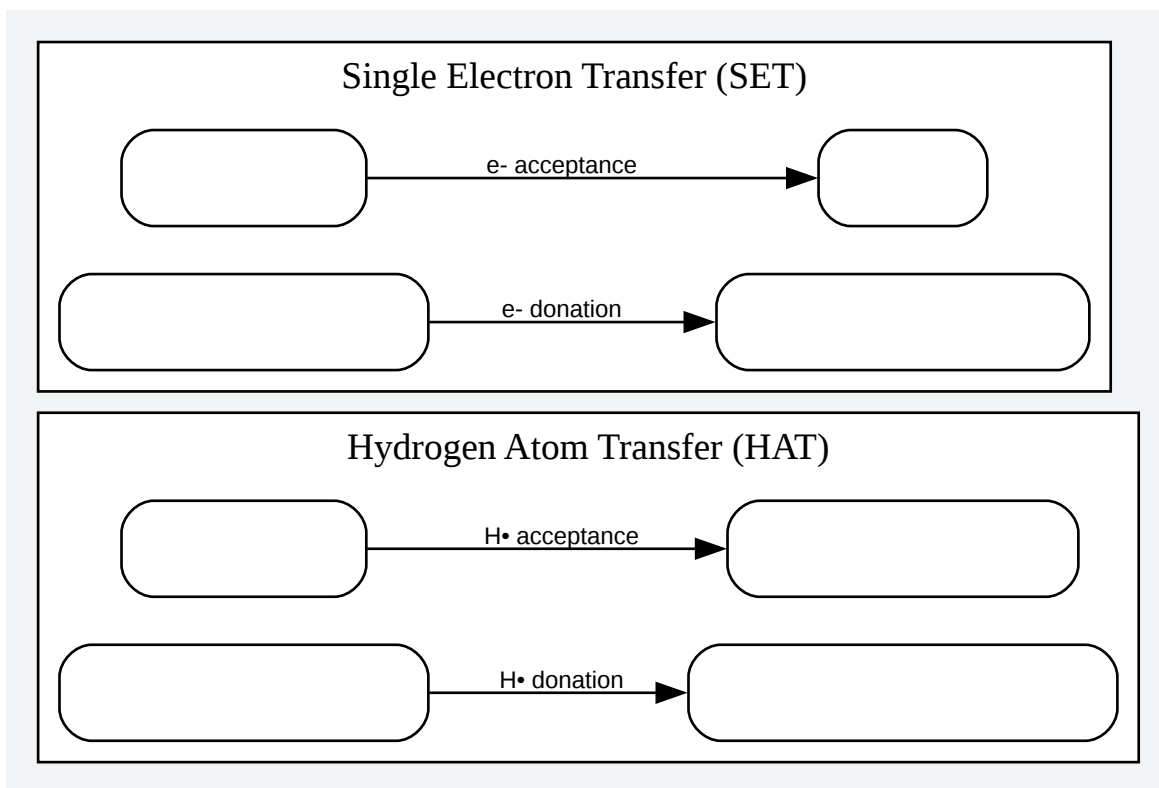 Single Electron Transfer (SET)
e- acceptance
e- donation
Hydrogen Atom Transfer (HAT)
H• acceptance
H• donation